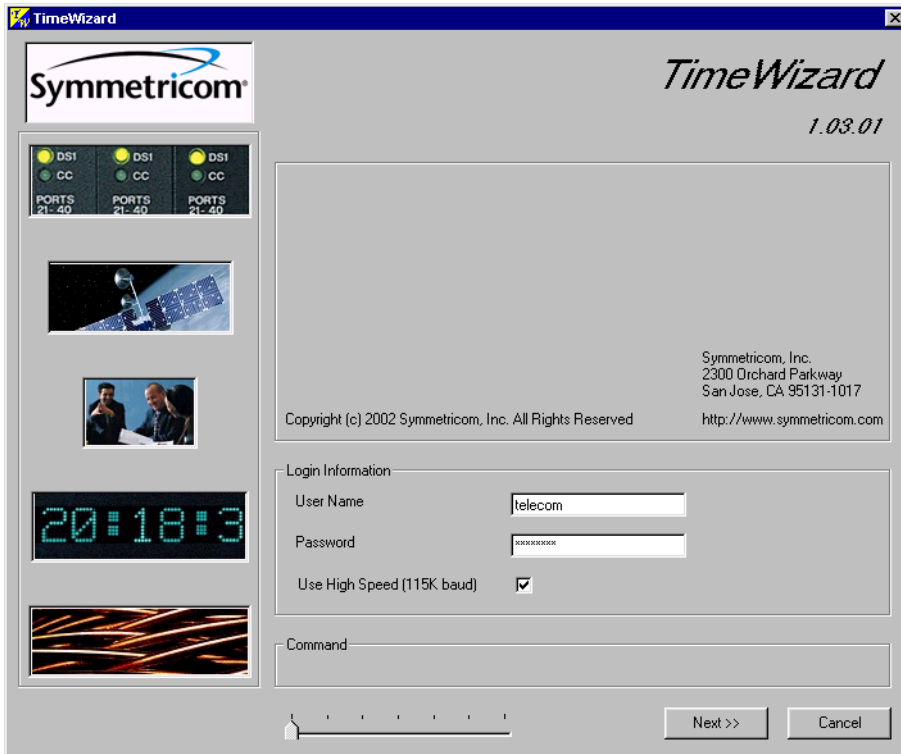 TimeWizard
Symmetricom
TimeWizard
1.03.01
DS1 DS1 DS1
CC CC CC
PORTS PORTS PORTS
21-40 21-40 21-40
20:18:3
Symmetricom, Inc.
2300 Orchard Parkway
San Jose, CA 95131-1017
Copyright (c) 2002 Symmetricom, Inc. All Rights Reserved http://www.symmetricom.com
Login Information
User Name telecom
Password ********
Use High Speed (115K baud)
Command
Next >> Cancel